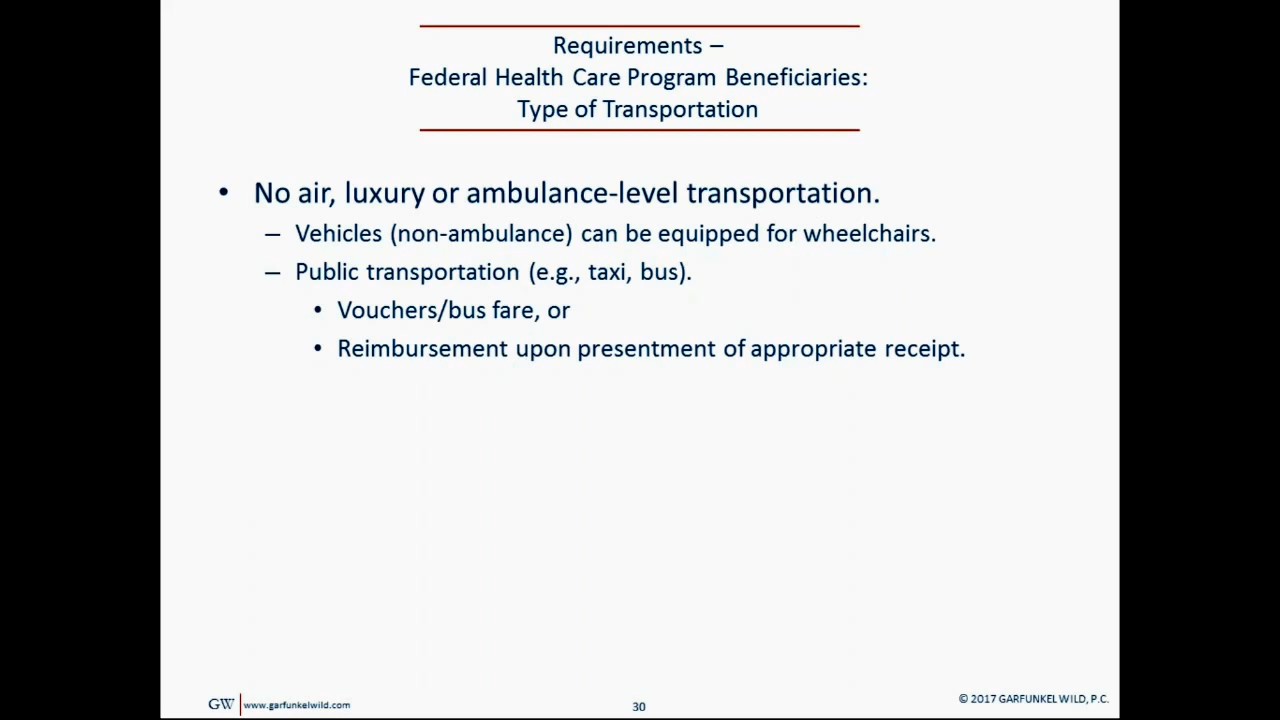 Requirements –
Federal Health Care Program Beneficiaries:
Type of Transportation
• No air, luxury or ambulance-level transportation.
– Vehicles (non-ambulance) can be equipped for wheelchairs.
– Public transportation (e.g., taxi, bus).
• Vouchers/bus fare, or
• Reimbursement upon presentment of appropriate receipt.
GW www.garfunkelwild.com
30
© 2017 GARFUNKEL WILD, P.C.